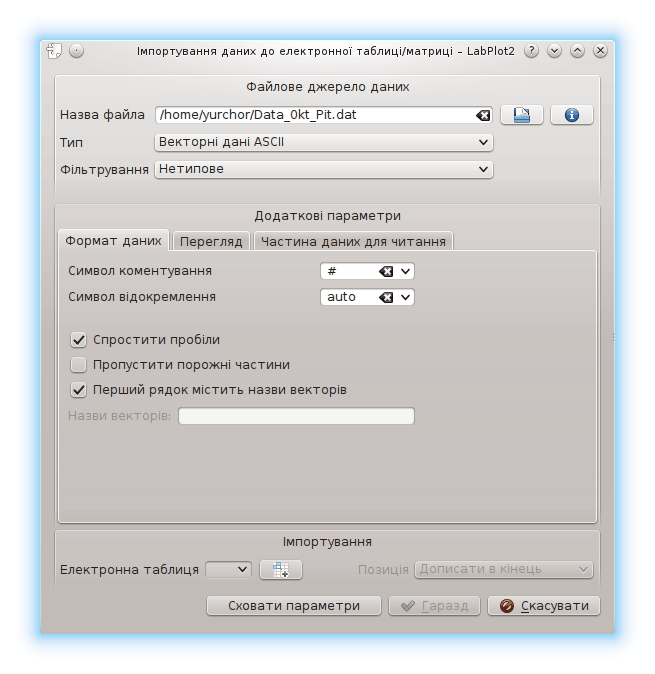 Імпортування даних до електронної таблиці/матриці – LabPlot2
Файлове джерело даних
Назва файла /home/yurchor/Data_0kt_Pit.dat
Тип Векторні дані ASCII
Фільтрування Нетипове
Додаткові параметри
Формат даних Перегляд Частина даних для читання
Символ коментування #
Символ відокремлення auto
Спростити пробіли
Пропустити порожні частини
Перший рядок містить назви векторів
Назви векторів:
Імпортування
Електронна таблиця Позиція Дописати в кінець
Сховати параметри Гаразд Скасувати